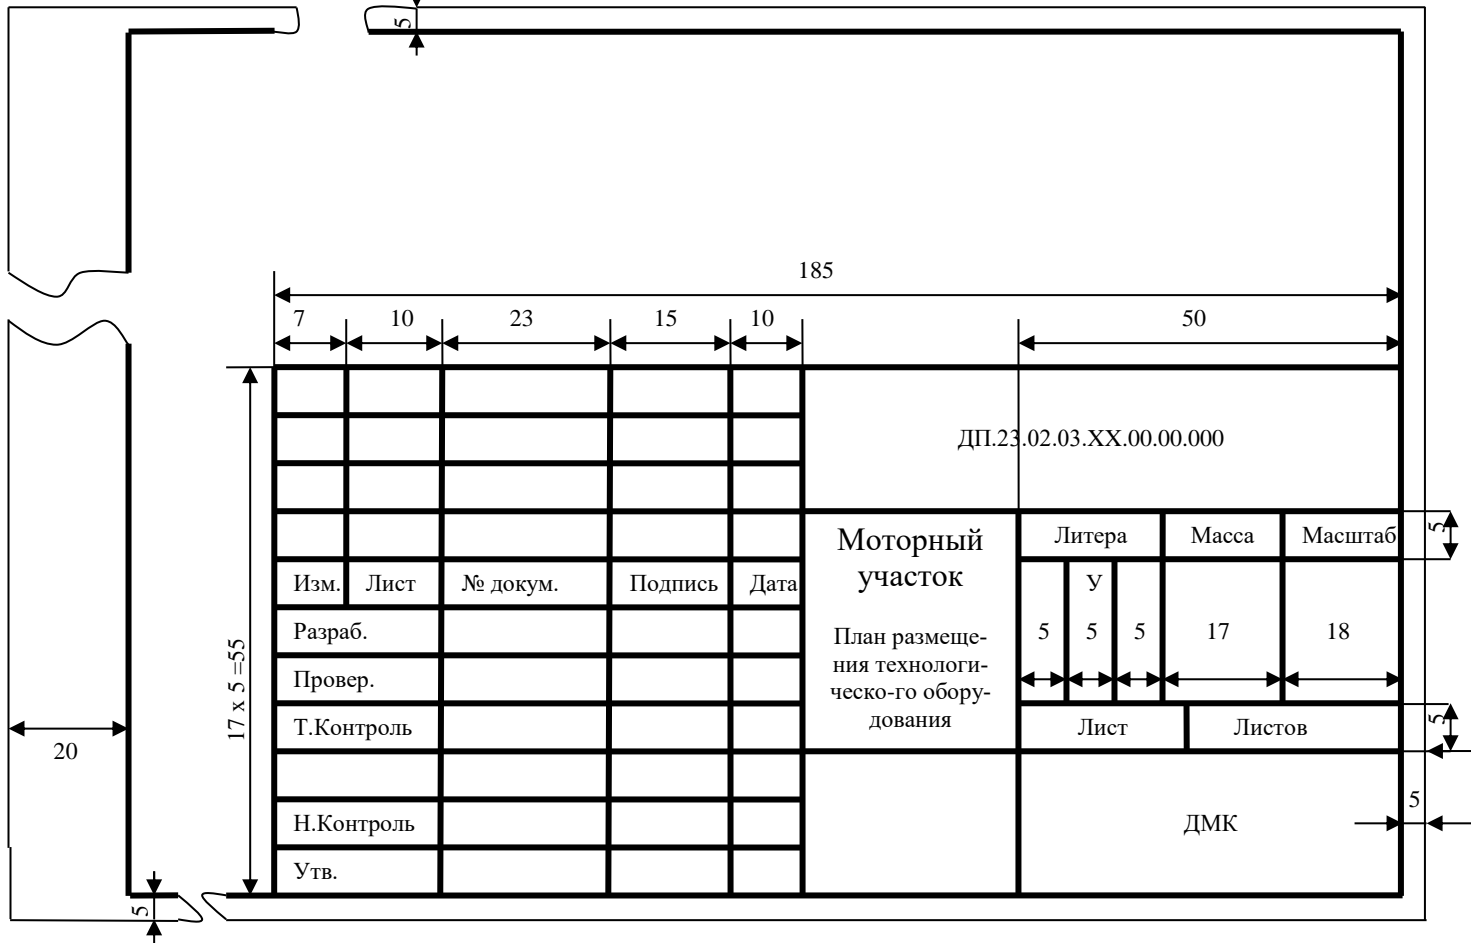 5
185
7 10 23 15 10 50
ДП.23.02.03.ХХ.00.00.000
Моторный
участок
Литера Масса Масштаб
5
Изм. Лист № докум. Подпись Дата
У
Разраб.
План размеще-
ния технологи-
ческо-го обору-
дования
5 5 5 17 18
17 х 5 =55
Провер.
Т.Контроль
Лист Листов
5
20
5
Н.Контроль
ДМК
Утв.
5